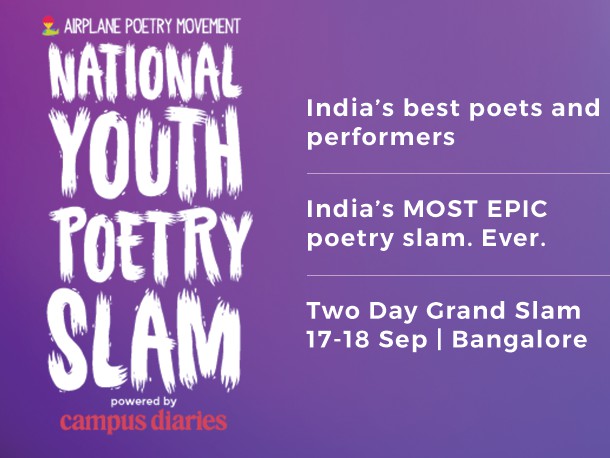 AIRPLANE POETRY MOVEMENT
NATIONAL
YOUTH
POETRY
SLAM
powered by
campus diaries
India's best poets and
performers
India's MOST EPIC
poetry slam. Ever.
Two Day Grand Slam
17-18 Sep | Bangalore